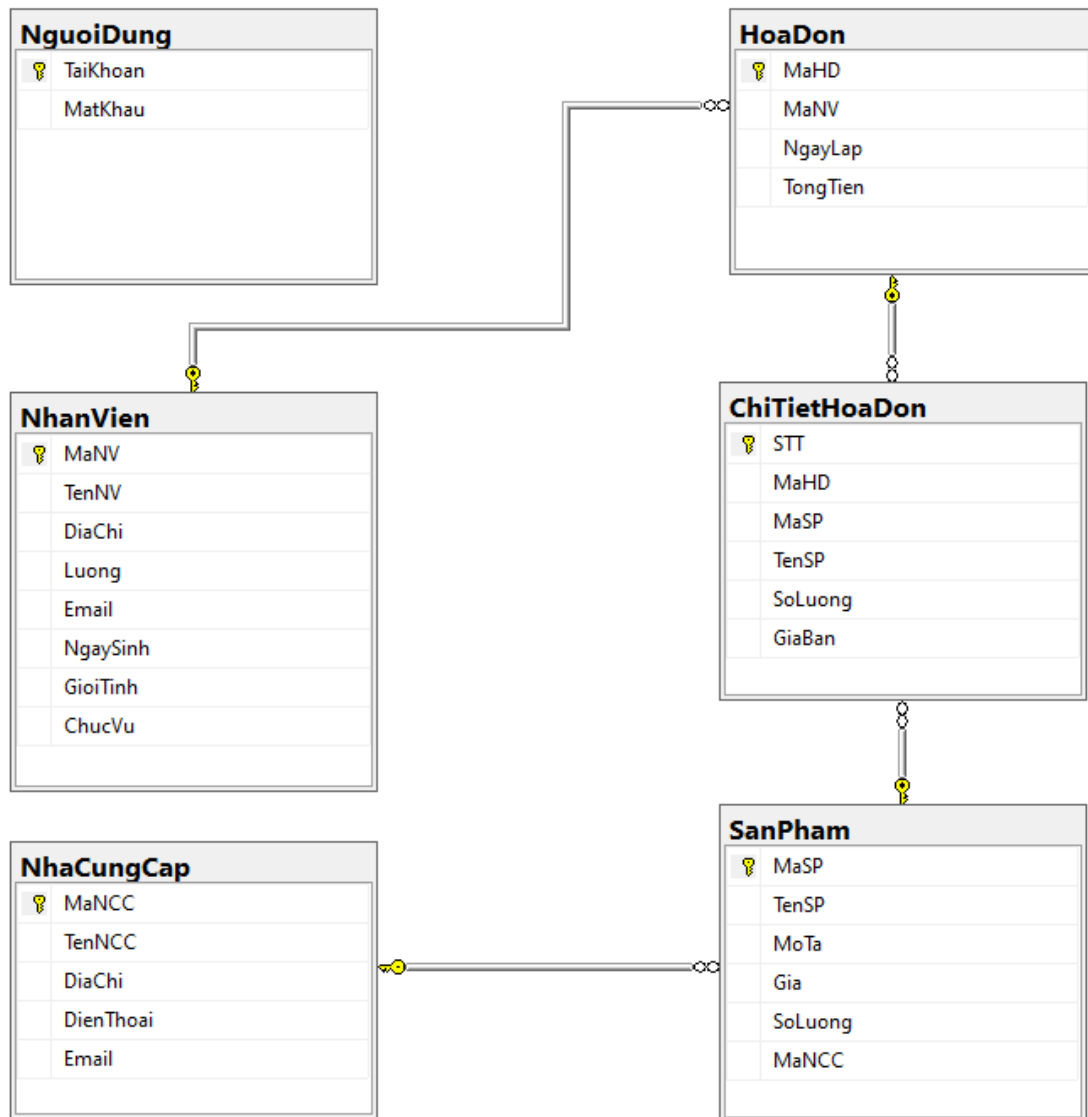 NguoiDung
TaiKhoan
MatKhau
HoaDon
MaHD
MaNV
NgayLap
TongTien
NhanVien
MaNV
TenNV
DiaChi
Luong
Email
NgaySinh
GioiTinh
ChucVu
ChiTietHoaDon
STT
MaHD
MaSP
TenSP
SoLuong
GiaBan
NhaCungCap
MaNCC
TenNCC
DiaChi
DienThoai
Email
SanPham
MaSP
TenSP
MoTa
Gia
SoLuong
MaNCC